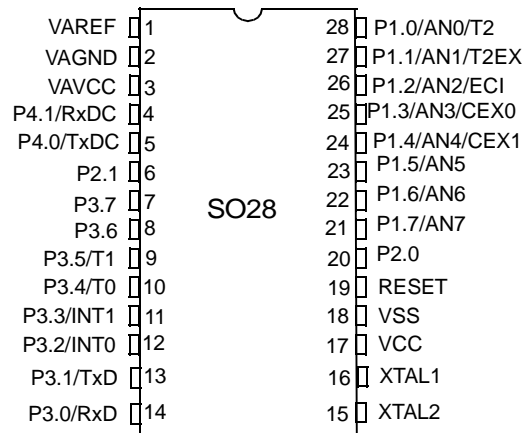 VAREF 1 28 P1.0/AN0/T2
VAGND 2 27 P1.1/AN1/T2EX
VAVCC 3 26 P1.2/AN2/ECI
P4.1/RxDC 4 25 P1.3/AN3/CEX0
P4.0/TxDC 5 24 P1.4/AN4/CEX1
P2.1 6 23 P1.5/AN5
P3.7 7 22 P1.6/AN6
SO28
P3.6 8 21 P1.7/AN7
P3.5/T1 9 20 P2.0
P3.4/T0 10 19 RESET
P3.3/INT1 11 18 VSS
P3.2/INT0 12 17 VCC
P3.1/TxD 13 16 XTAL1
P3.0/RxD 14 15 XTAL2